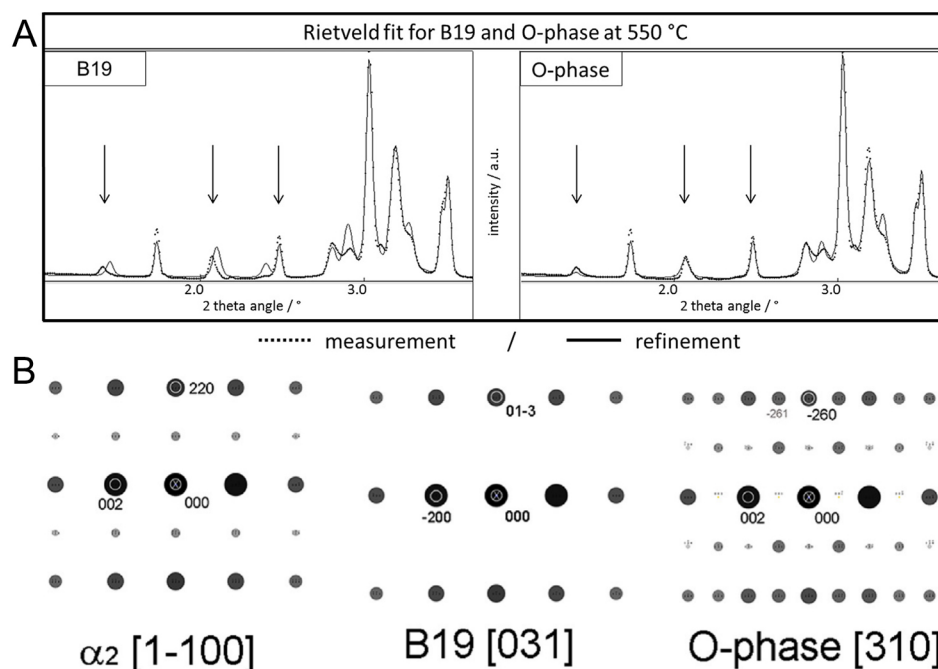 A
Rietveld fit for B19 and O-phase at 550 °C
B19
O-phase
intensity / a.u.
2.0
3.0
2.0
3.0
2 theta angle / °
2 theta angle / °
measurement / refinement
B
220
002
000
01-3
-200
000
-261
-260
002
000
α2 [1-100]
B19 [031]
O-phase [310]